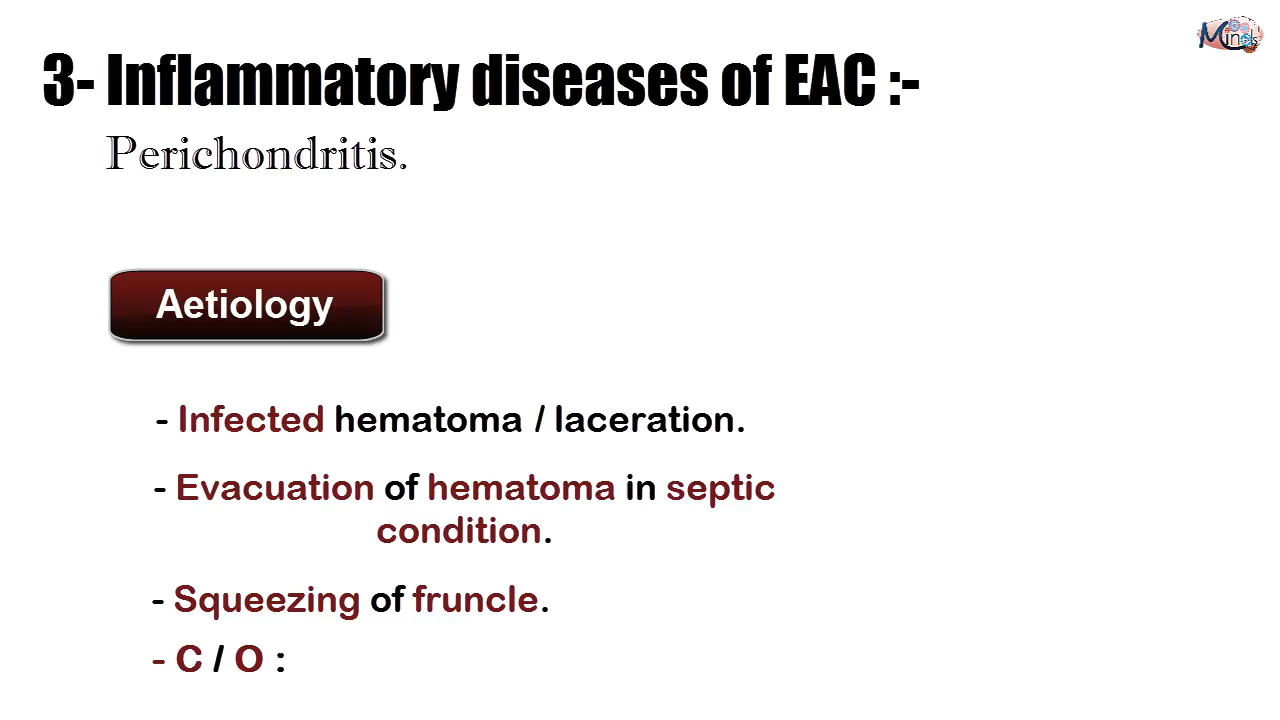 Minds
3- Inflammatory diseases of EAC :-
Perichondritis.
Aetiology
- Infected hematoma / laceration.
- Evacuation of hematoma in septic
condition.
- Squeezing of fruncle.
- C / O :